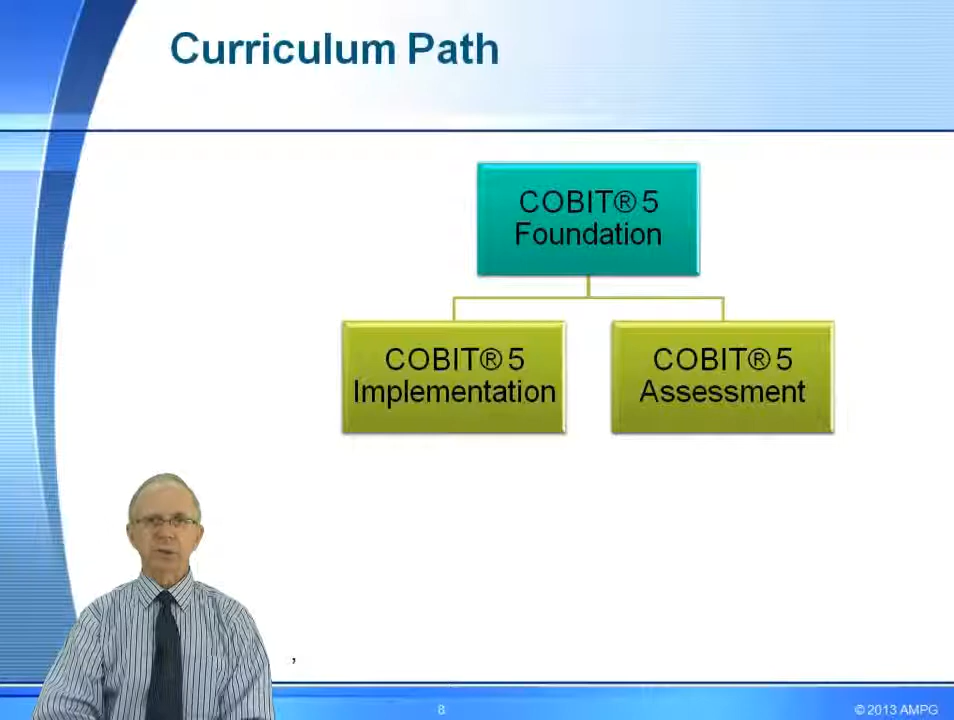 Curriculum Path
COBIT® 5
Foundation
COBIT® 5
Implementation
COBIT® 5
Assessment
,
8
© 2013 AMPG